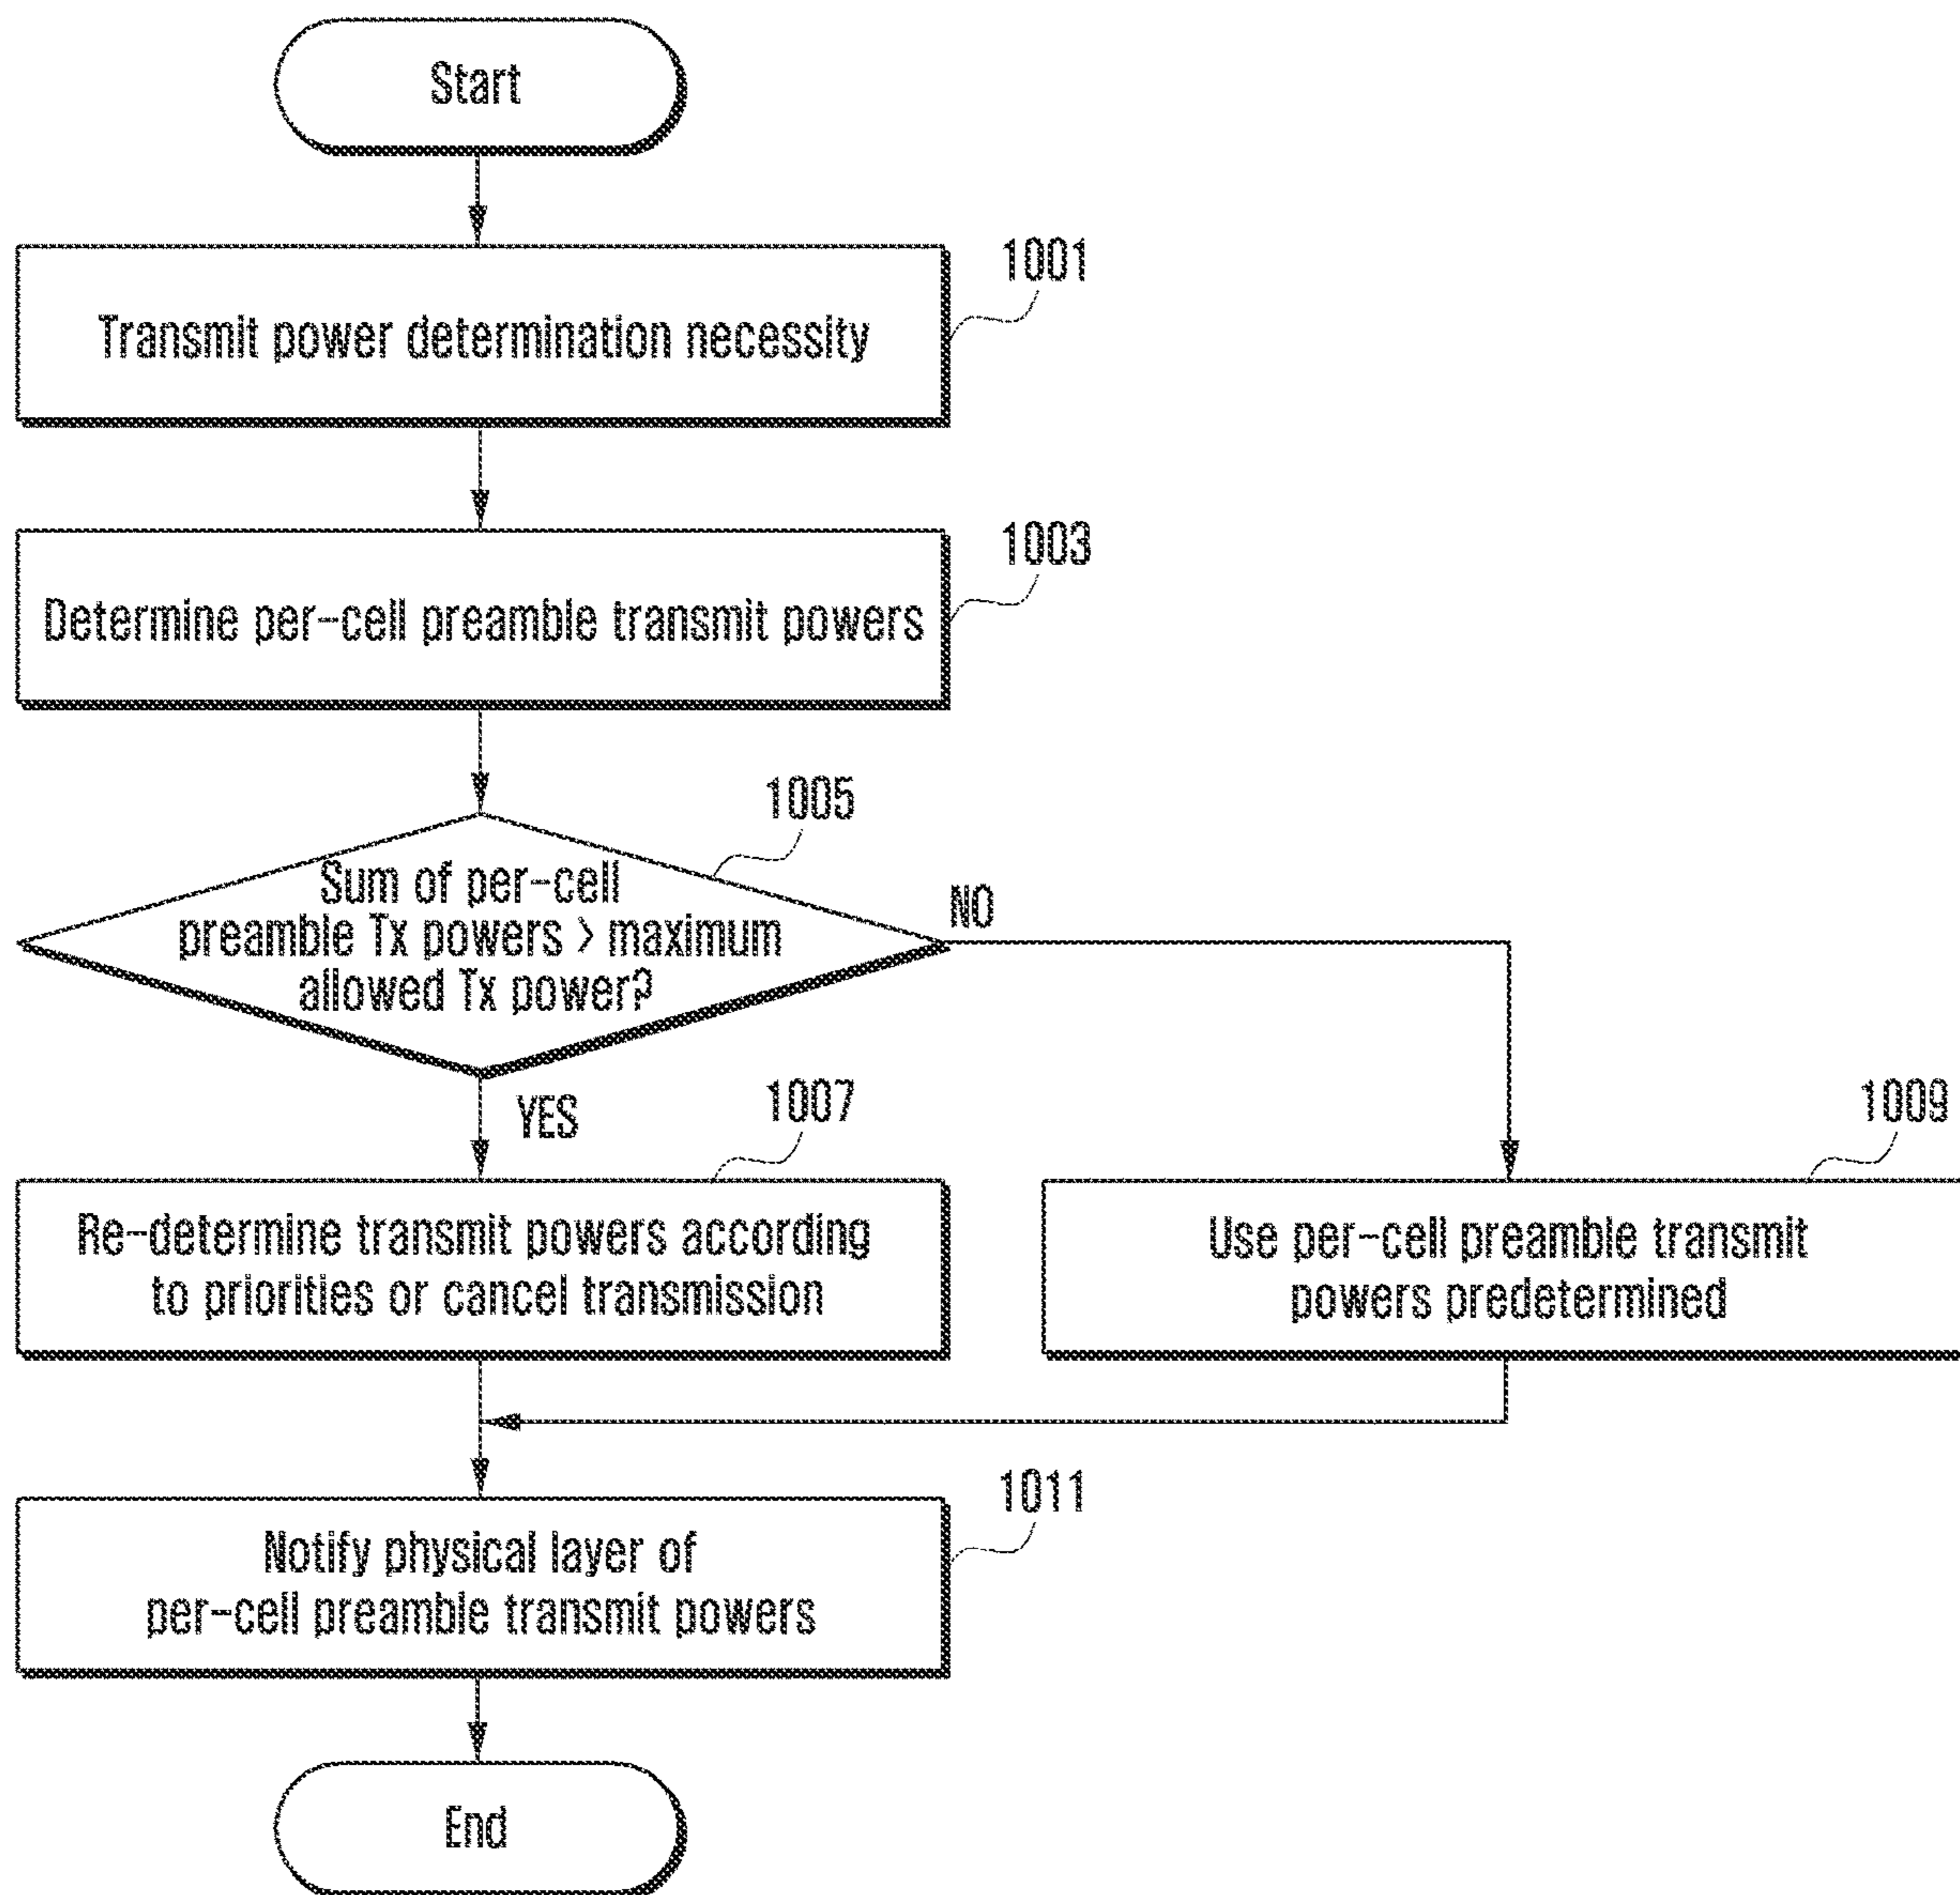 Start
1001
Transmit power determination necessity
1003
Determine per-cell preamble transmit powers
1005
Sum of per-cell
preamble Tx powers > maximum
allowed Tx power?
NO
YES
1007
Re-determine transmit powers according
to priorities or cancel transmission
1009
Use per-cell preamble transmit
powers predetermined
1011
Notify physical layer of
per-cell preamble transmit powers
End